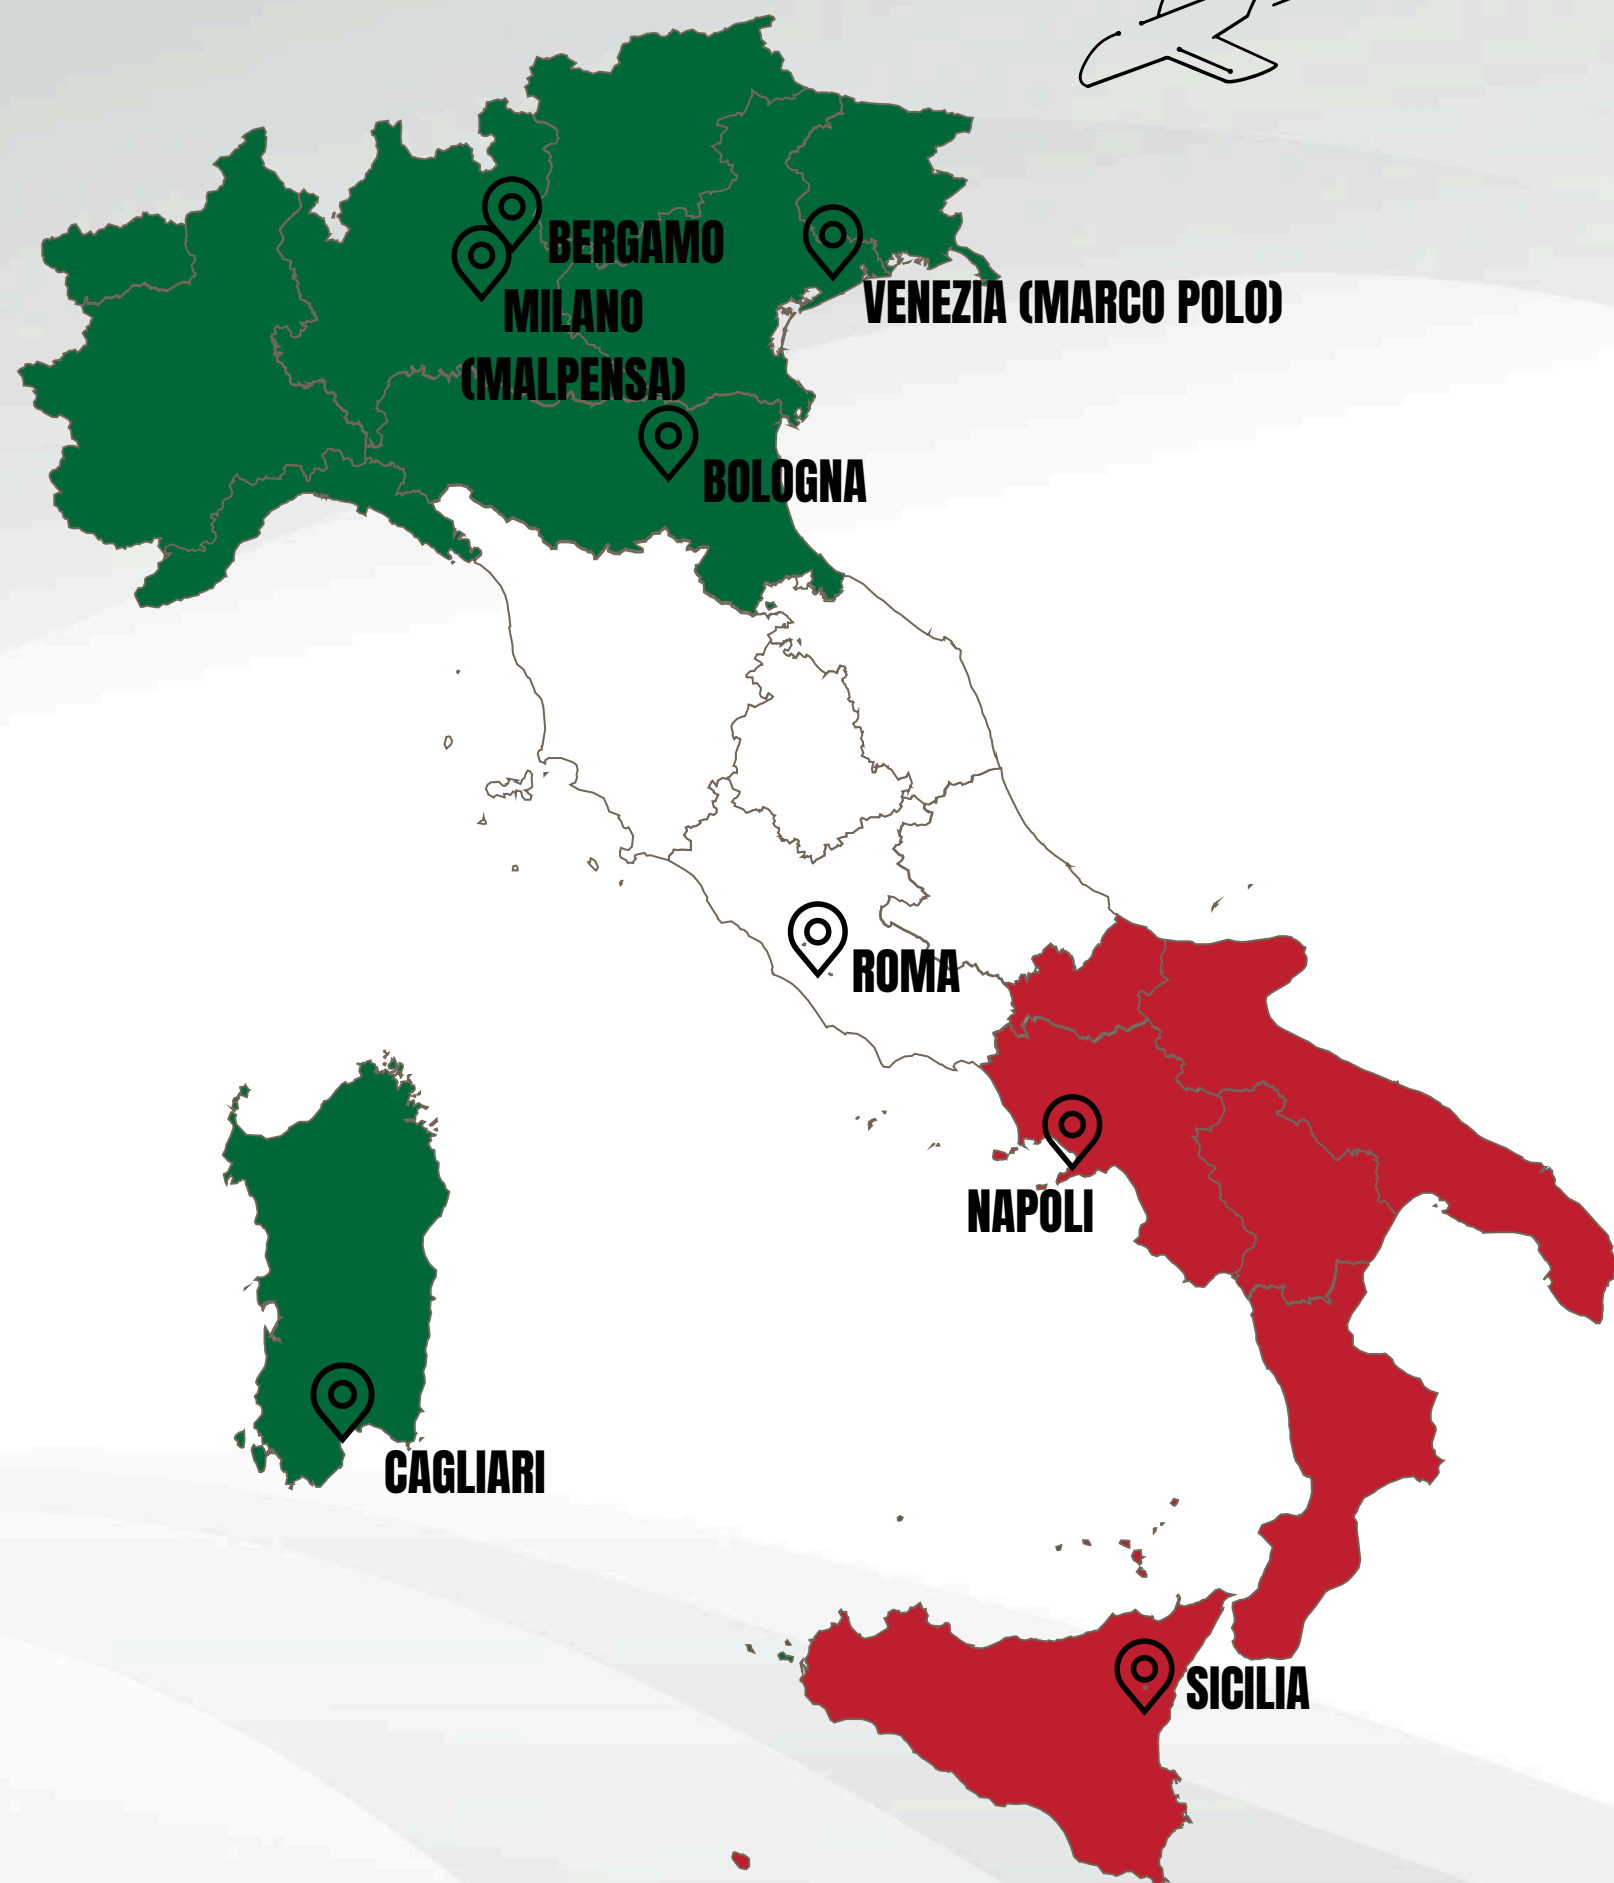 BERGAMO
VENEZIA (MARCO POLO)
MILANO
(MALPENSA)
BOLOGNA
ROMA
NAPOLI
CAGLIARI
SICILIA